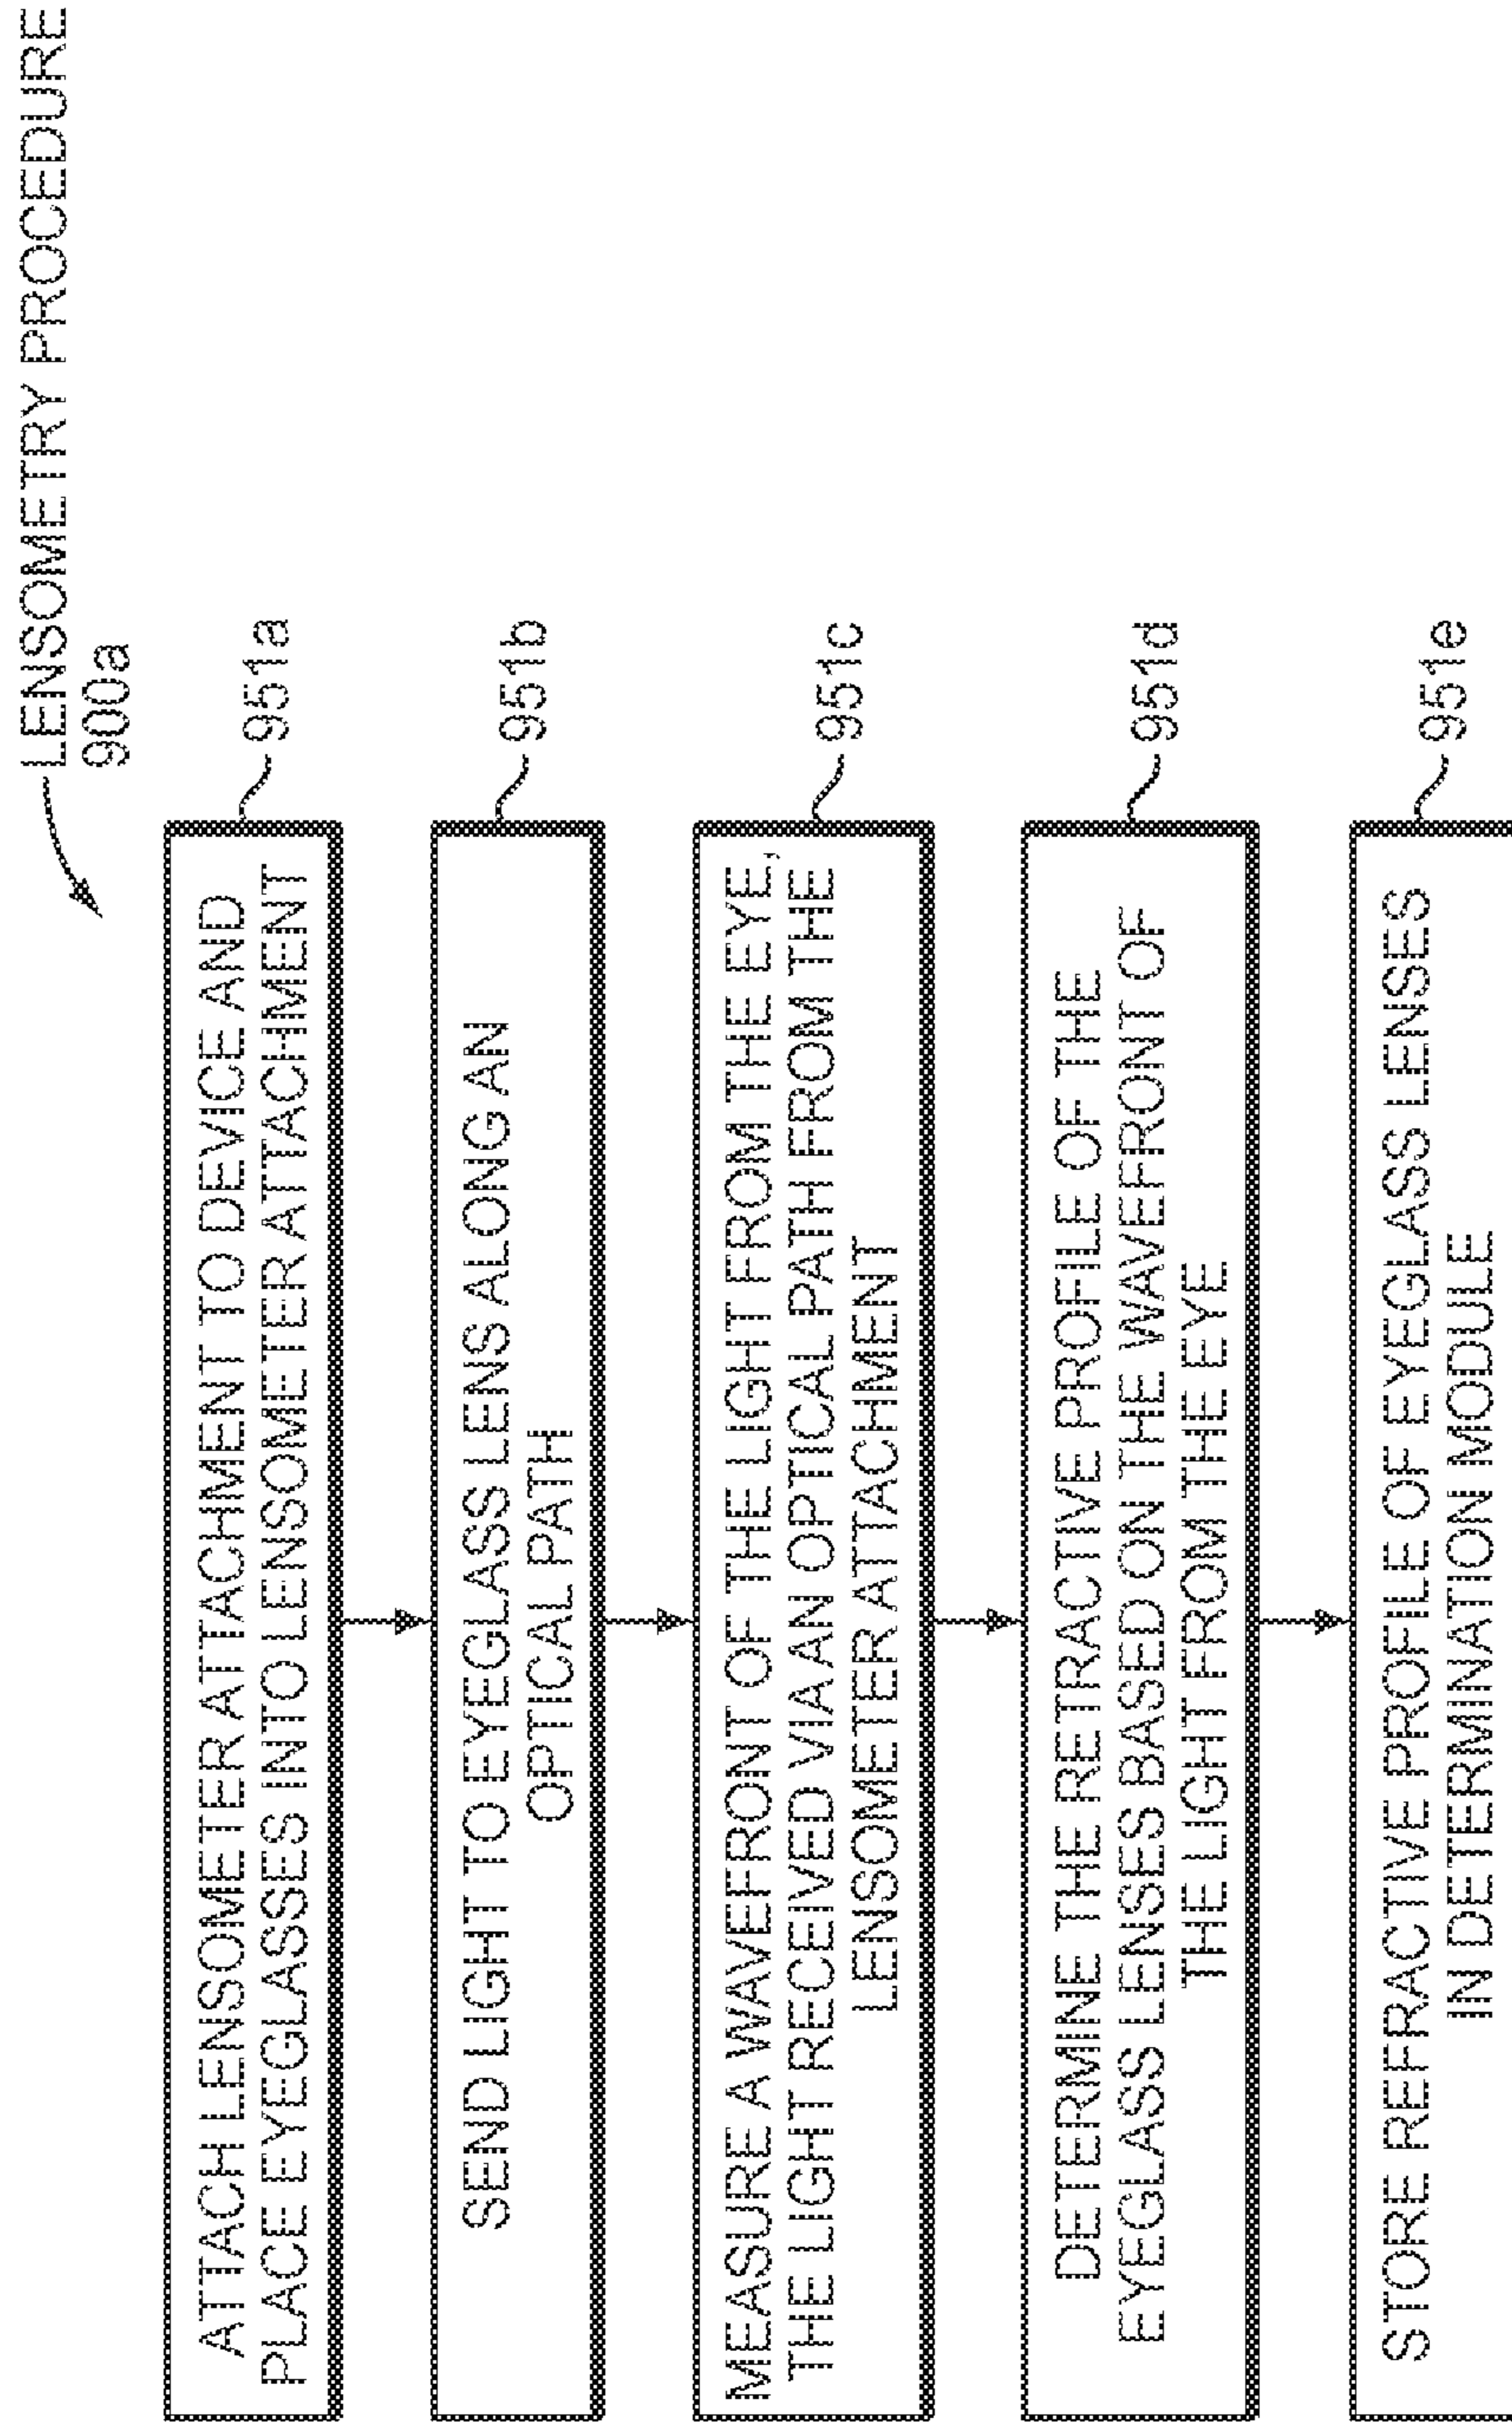 LENSOMETRY PROCEDURE
900a
ATTACH LENSOMETER ATTACHMENT TO DEVICE AND
PLACE EYEGLASSES INTO LENSOMETER ATTACHMENT
951a
SEND LIGHT TO EYEGLASS LENS ALONG AN
OPTICAL PATH
951b
MEASURE A WAVEFRONT OF THE LIGHT FROM THE EYE,
THE LIGHT RECEIVED VIA AN OPTICAL PATH FROM THE
LENSOMETER ATTACHMENT
951c
DETERMINE THE RETRACTIVE PROFILE OF THE
EYEGLASS LENSES BASED ON THE WAVEFRONT OF
THE LIGHT FROM THE EYE
951d
STORE REFRACTIVE PROFILE OF EYEGLASS LENSES
IN DETERMINATION MODULE
951e